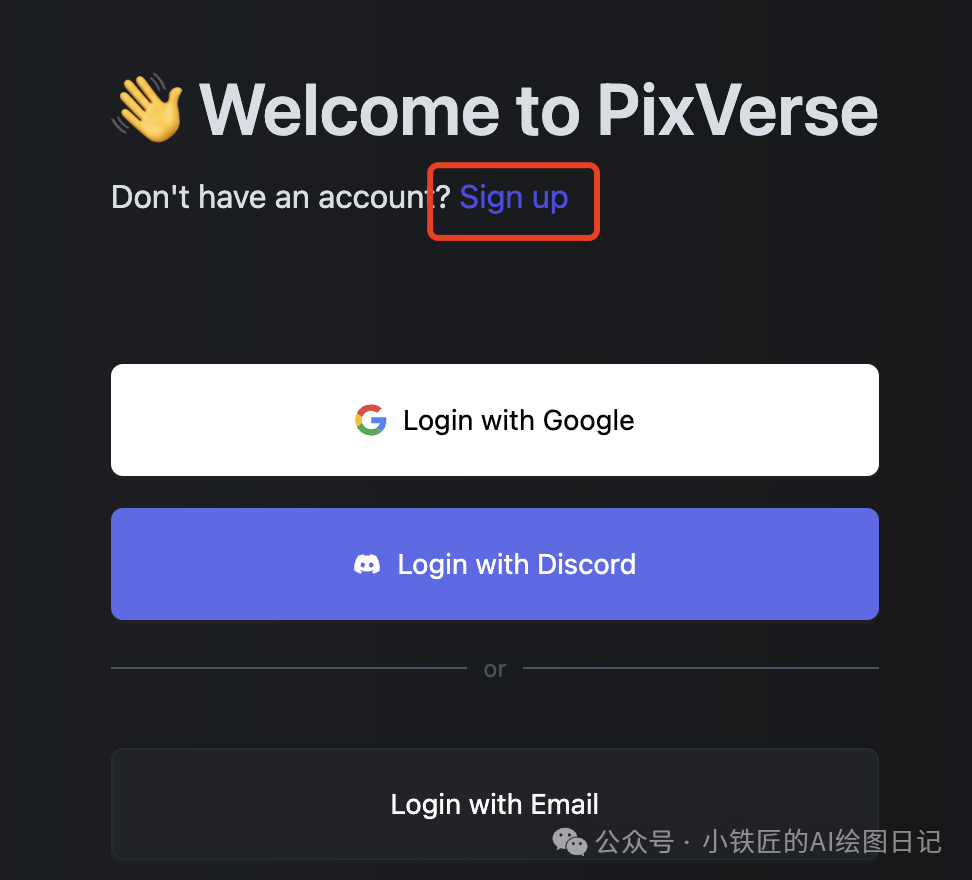 👋 Welcome to PixVerse
Don't have an account? Sign up
Login with Google
Login with Discord
or
Login with Email
公众号 · 小铁匠的AI绘图日记